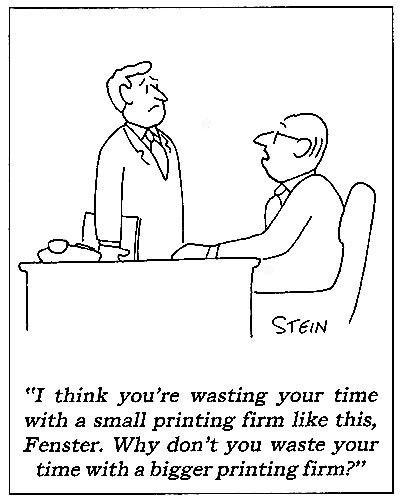 STEIN
"I think you're wasting your time
with a small printing firm like this,
Fenster. Why don't you waste your
time with a bigger printing firm?"